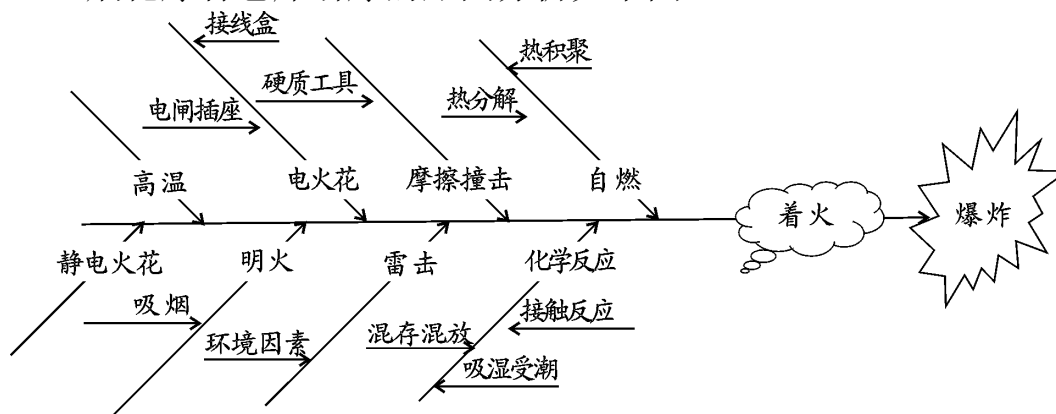 接线盒
热积聚
硬质工具
热分解
电闸插座
高温
电火花
摩擦撞击
自燃
着火
爆炸
静电火花
明火
雷击
化学反应
吸烟
接触反应
混存混放
环境因素
吸湿受潮